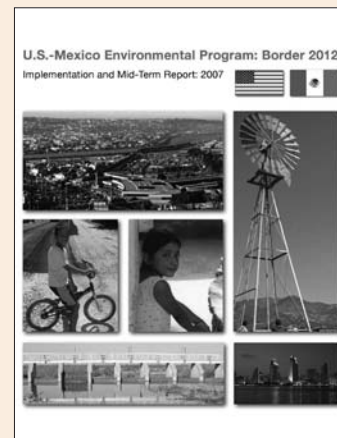 U.S.-Mexico Environmental Program: Border 2012
Implementation and Mid-Term Report: 2007